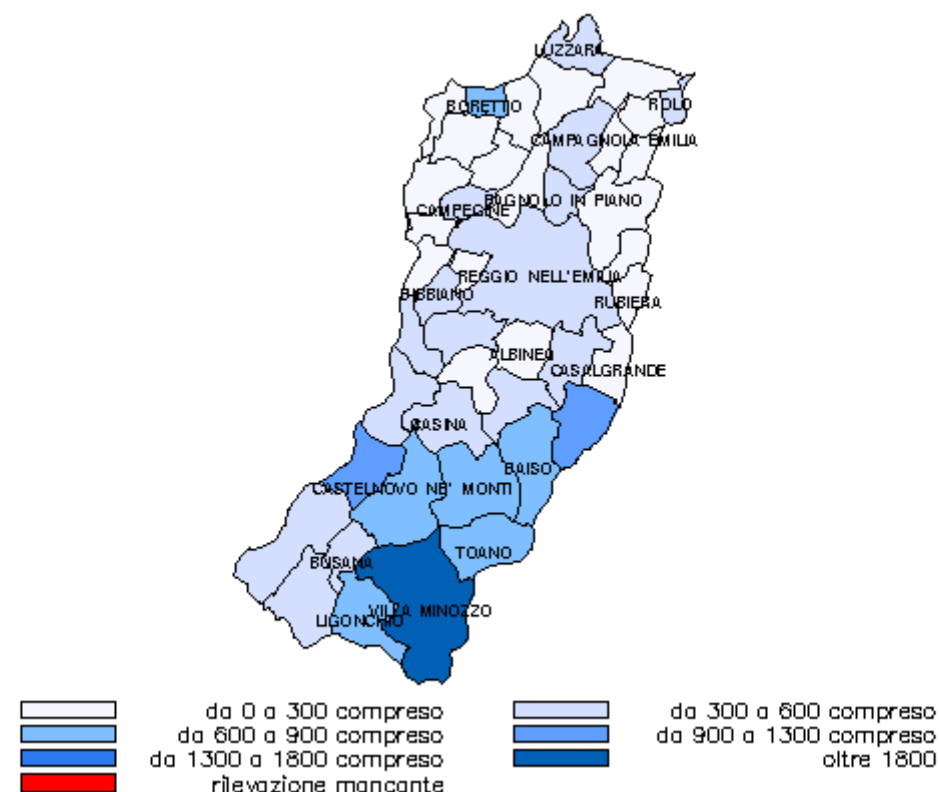 LUZZARA
BORETTO
ROLO
CAMPAGNOLA EMILIA
BAGNOLO IN PIANO
CAMPEGINE
REGGIO NELL'EMILIA
BIBBIANO
RUBIERA
ALBINEA
CASALGRANDE
CASINA
BAISO
CASTELNOVO NE' MONTI
TOANO
BUSANA
VILLA MINOZZO
LIGONCHIO
da 0 a 300 compreso
da 300 a 600 compreso
da 600 a 900 compreso
da 900 a 1300 compreso
da 1300 a 1800 compreso
oltre 1800
rilevazione mancante